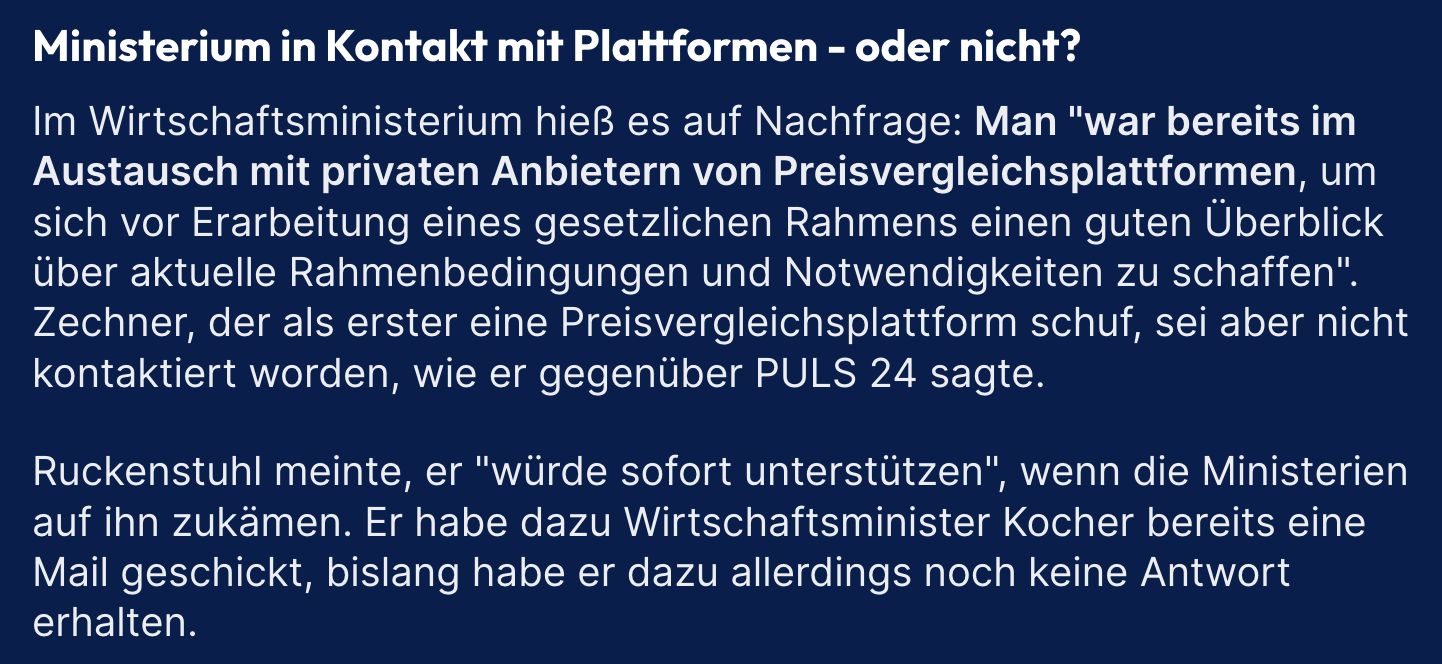 Ministerium in Kontakt mit Plattformen - oder nicht?
Im Wirtschaftsministerium hieß es auf Nachfrage: Man "war bereits im
Austausch mit privaten Anbietern von Preisvergleichsplattformen, um
sich vor Erarbeitung eines gesetzlichen Rahmens einen guten Überblick
über aktuelle Rahmenbedingungen und Notwendigkeiten zu schaffen".
Zechner, der als erster eine Preisvergleichsplattform schuf, sei aber nicht
kontaktiert worden, wie er gegenüber PULS 24 sagte.
Ruckenstuhl meinte, er "würde sofort unterstützen", wenn die Ministerien
auf ihn zukämen. Er habe dazu Wirtschaftsminister Kocher bereits eine
Mail geschickt, bislang habe er dazu allerdings noch keine Antwort
erhalten.